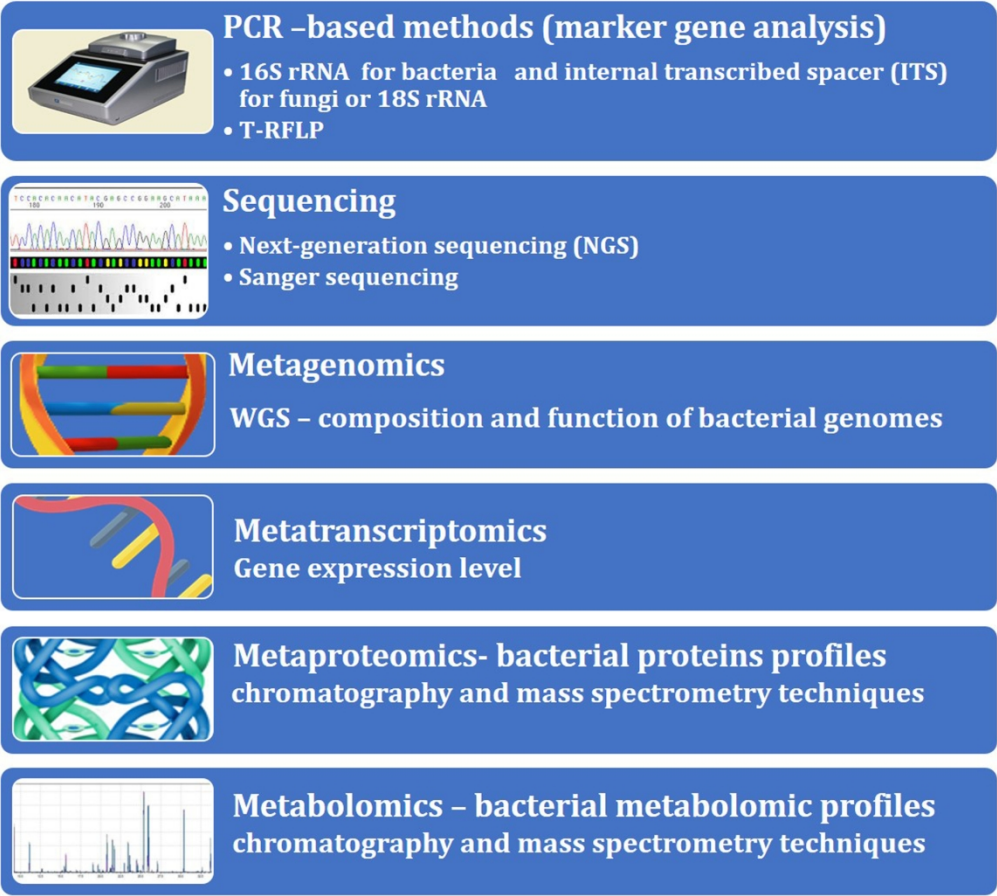 PCR –based methods (marker gene analysis)
• 16S rRNA for bacteria and internal transcribed spacer (ITS)
for fungi or 18S rRNA
• T-RFLP
Sequencing
• Next-generation sequencing (NGS)
• Sanger sequencing
180 190 200
Metagenomics
WGS – composition and function of bacterial genomes
Metatranscriptomics
Gene expression level
Metaproteomics- bacterial proteins profiles
chromatography and mass spectrometry techniques
Metabolomics – bacterial metabolomic profiles
chromatography and mass spectrometry techniques